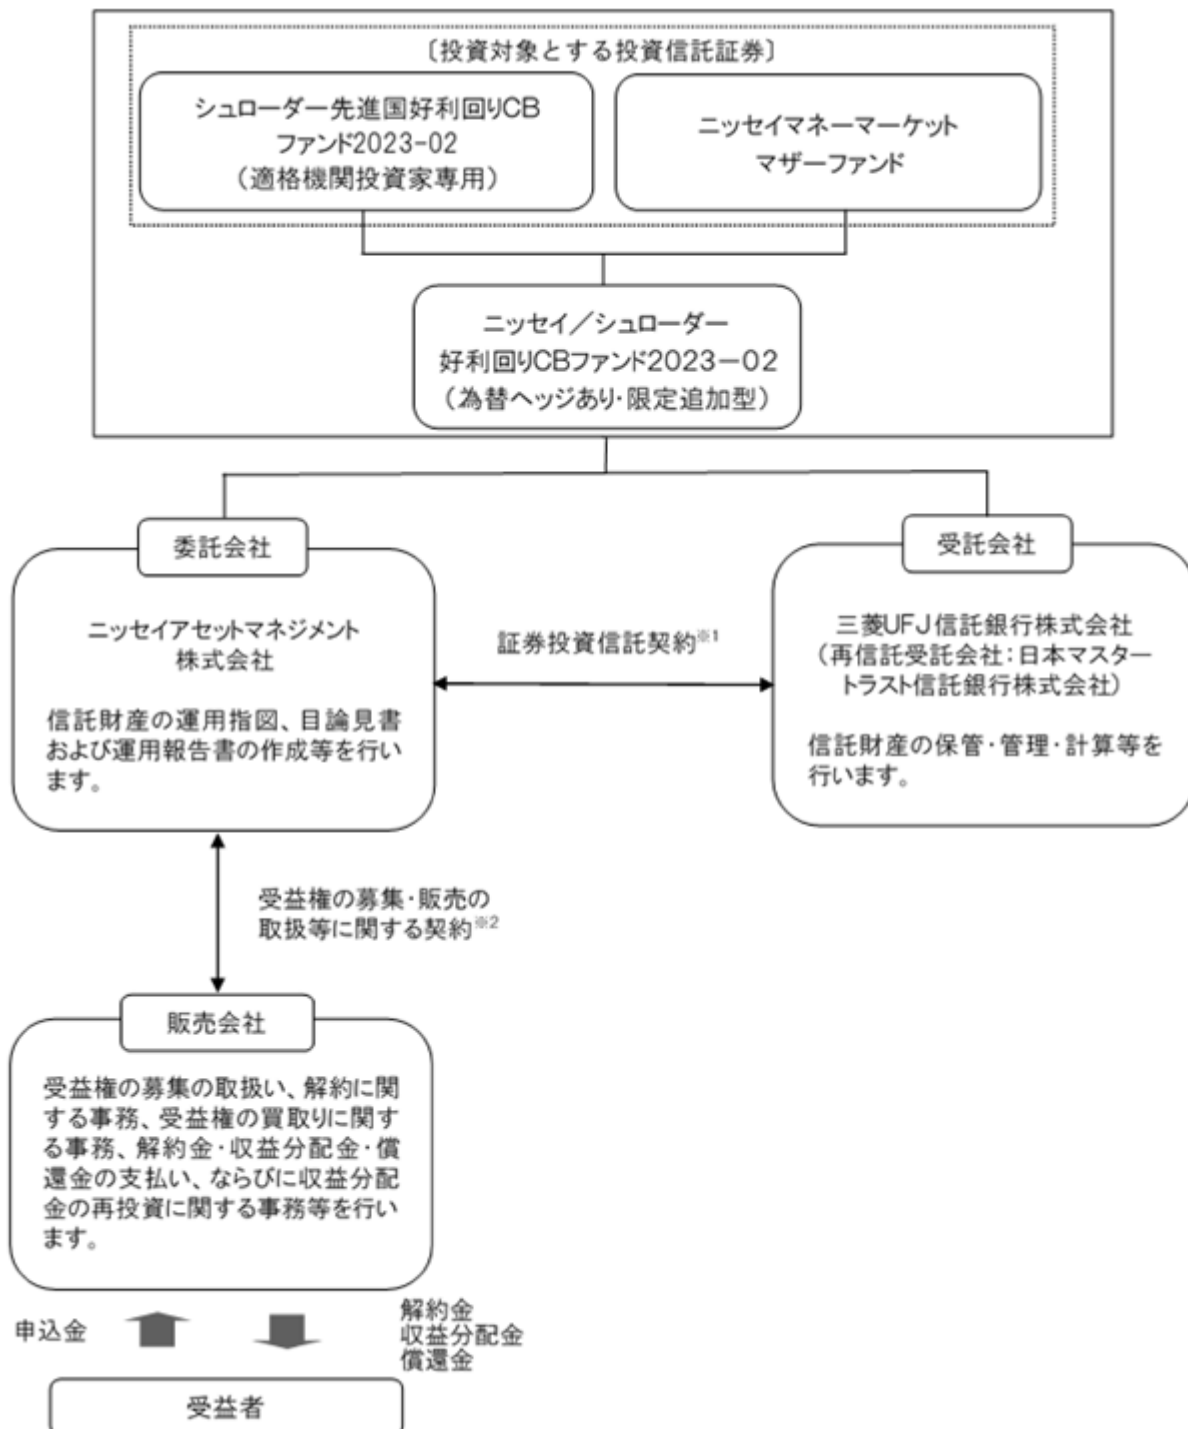 〔投資対象とする投資信託証券〕
シュローダー先進国好利回りCB
ファンド2023-02
（適格機関投資家専用）
ニッセイマネーマーケット
マザーファンド
ニッセイ／シュローダー
好利回りCBファンド2023－02
（為替ヘッジあり・限定追加型）
委託会社
ニッセイアセットマネジメント
株式会社
信託財産の運用指図、目論見書
および運用報告書の作成等を行い
ます。
証券投資信託契約※1
受託会社
三菱UFJ信託銀行株式会社
（再信託受託会社：日本マスター
トラスト信託銀行株式会社）
信託財産の保管・管理・計算等を
行います。
受益権の募集・販売の
取扱等に関する契約※2
販売会社
受益権の募集の取扱い、解約に関
する事務、受益権の買取りに関す
る事務、解約金・収益分配金・償
還金の支払い、ならびに収益分配
金の再投資に関する事務等を行い
ます。
申込金
解約金
収益分配金
償還金
受益者